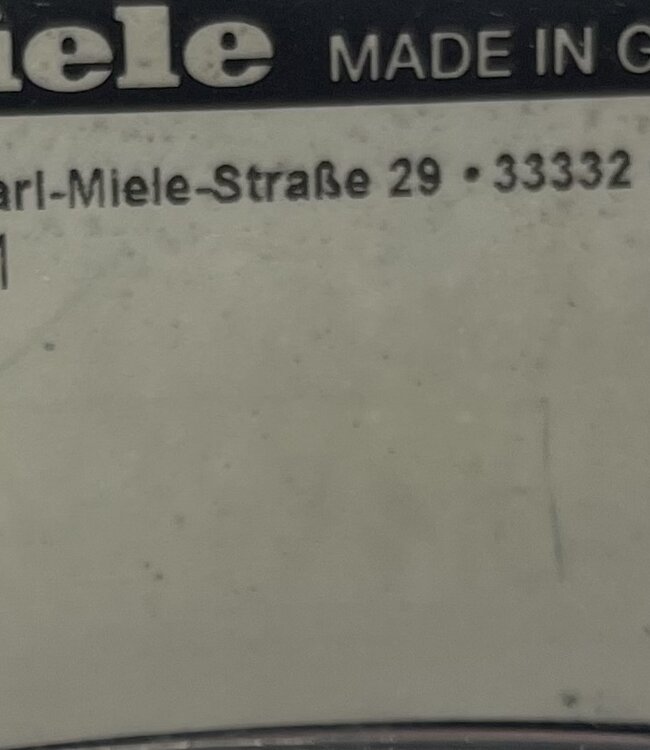 iele MADE IN G
arl-Miele-Straße 29 • 33332